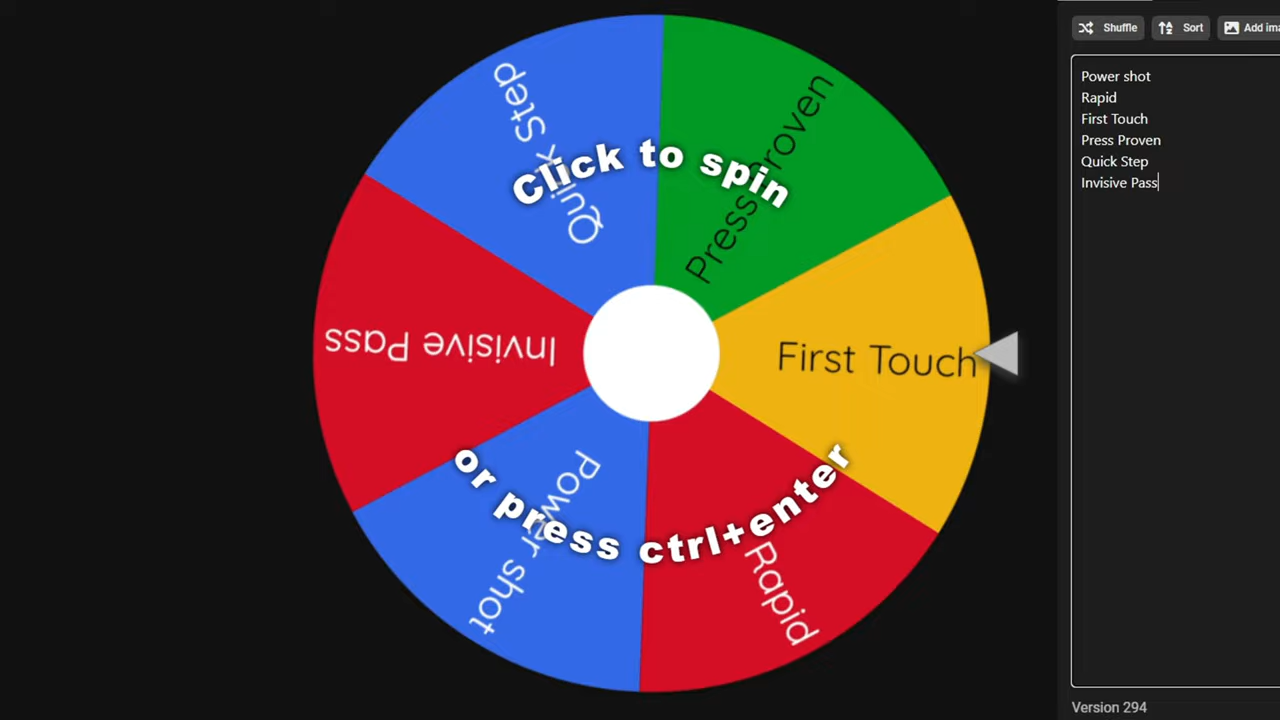 Quick Step
Press Proven
Click to spin
Invisive Pass
First Touch
or press ctrl+enter
Power shot
Rapid
Shuffle
Sort
Add ima
Power shot
Rapid
First Touch
Press Proven
Quick Step
Invisive Pass
Version 294